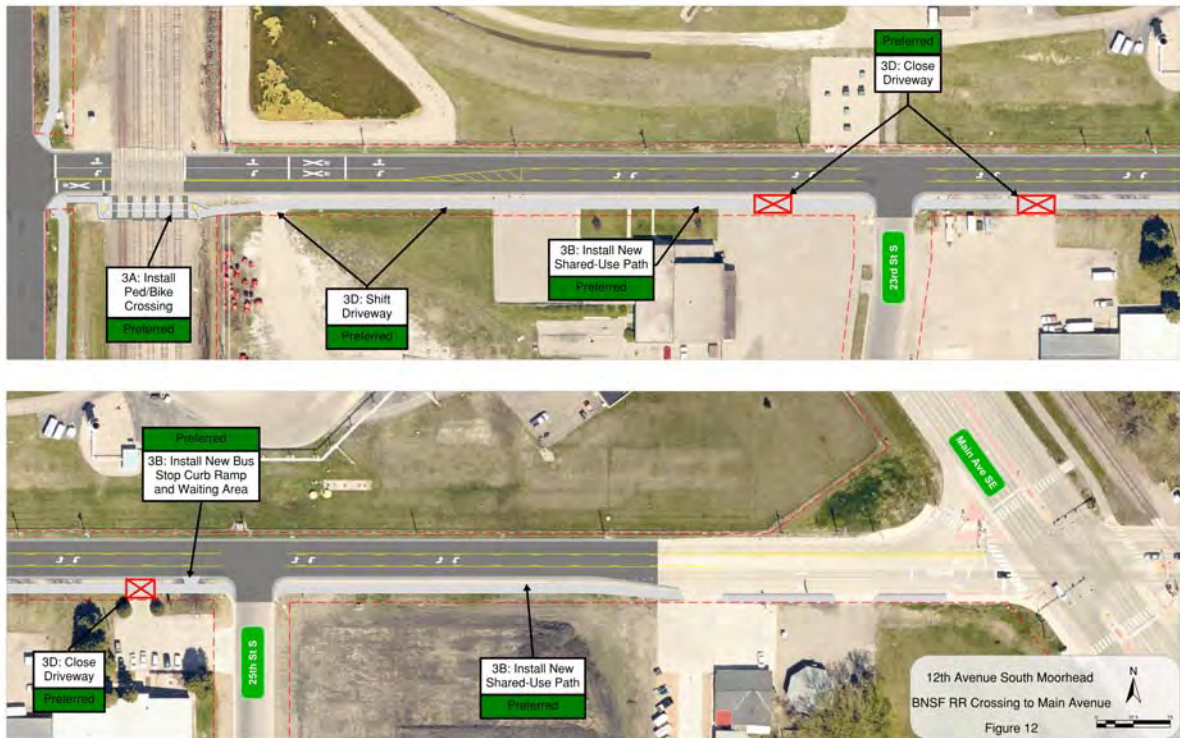 Preferred
3D: Close
Driveway
3A: Install
Ped/Bike
Crossing
Preferred
3D: Shift
Driveway
Preferred
3B: Install New
Shared-Use Path
Preferred
23rd St S
Preferred
3B: Install New Bus
Stop Curb Ramp
and Waiting Area
Main Ave SE
3D: Close
Driveway
Preferred
25th St S
3B: Install New
Shared-Use Path
Preferred
N
12th Avenue South Moorhead
BNSF RR Crossing to Main Avenue
Figure 12